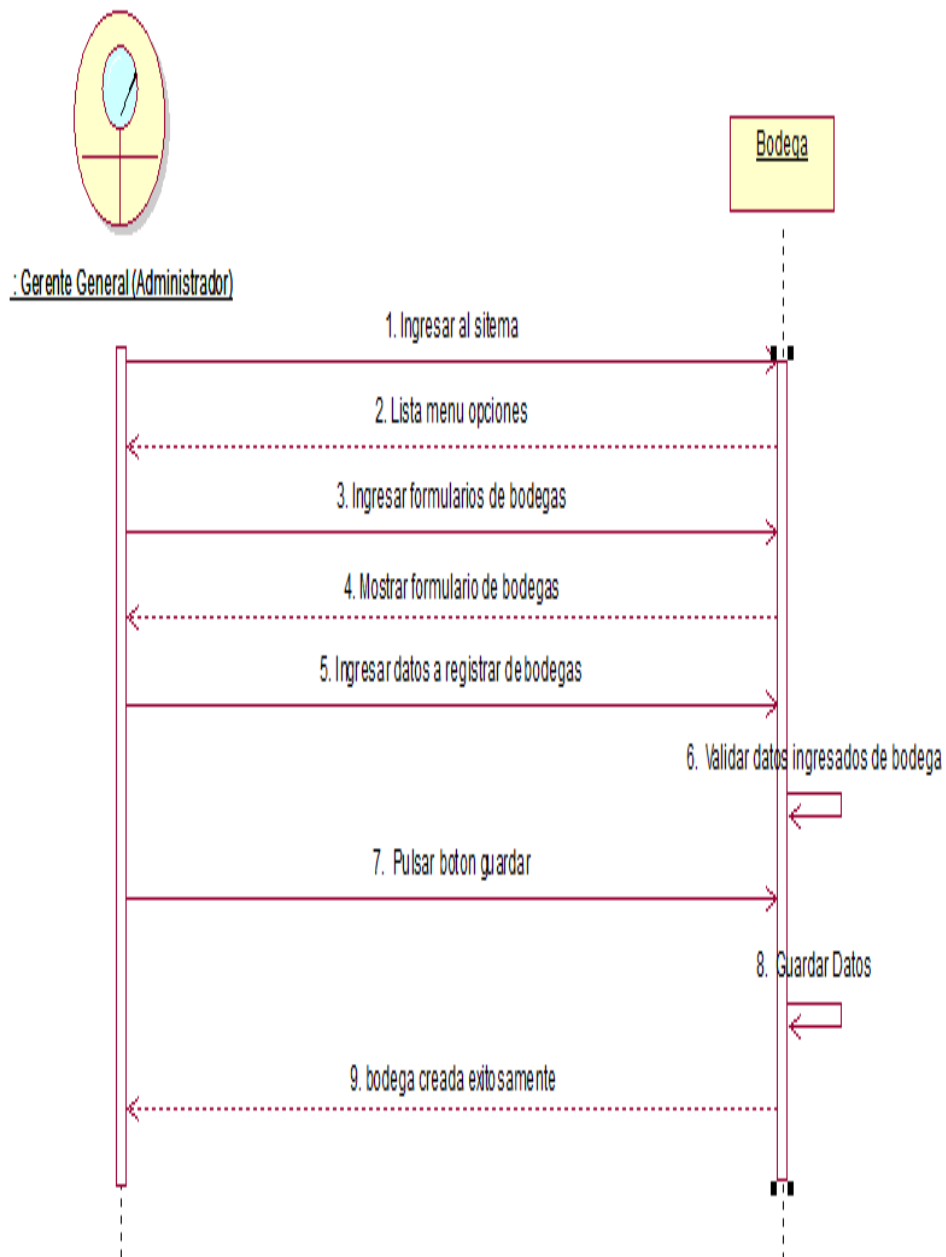 Bodega
: Gerente General (Administrador)
1. Ingresar al sitema
2. Lista menu opciones
3. Ingresar formularios de bodegas
4. Mostrar formulario de bodegas
5. Ingresar datos a registrar de bodegas
6. Validar datos ingresados de bodega
7. Pulsar boton guardar
8. Guardar Datos
9. bodega creada exitosamente